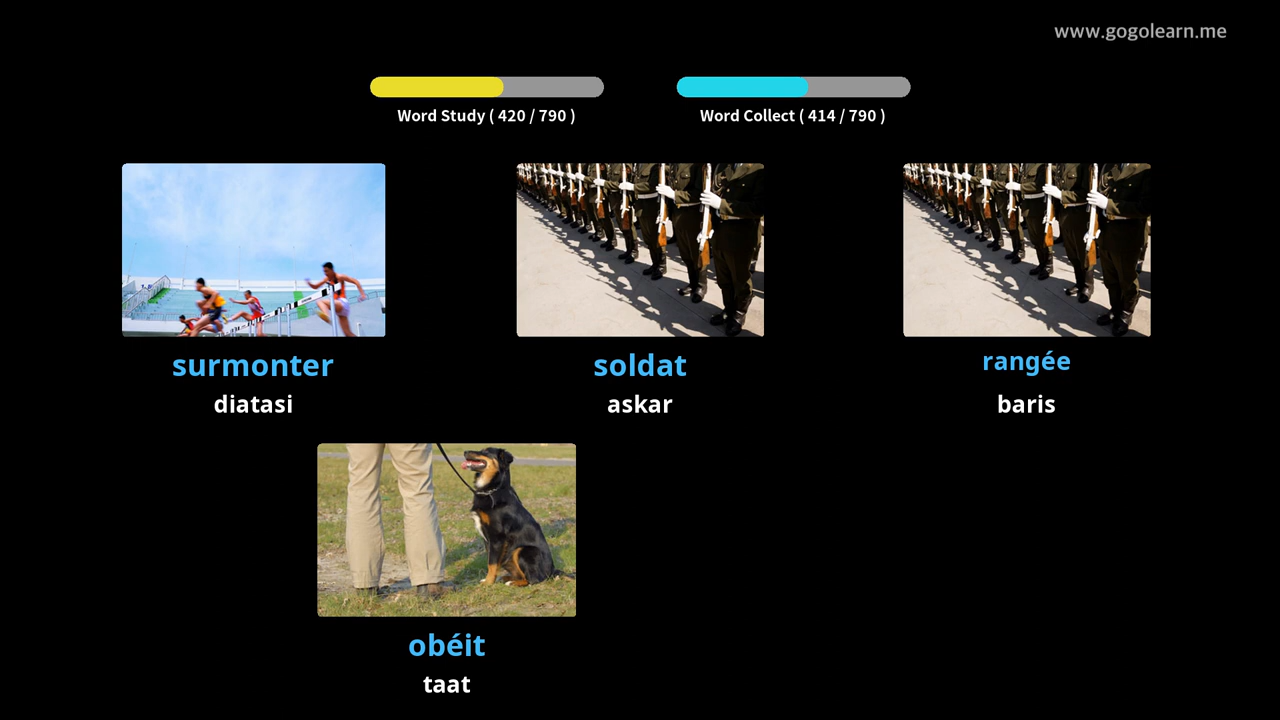 www.gogolearn.me
Word Study ( 420 / 790 )
Word Collect ( 414 / 790 )
surmonter
diatasi
soldat
askar
rangée
baris
obéit
taat